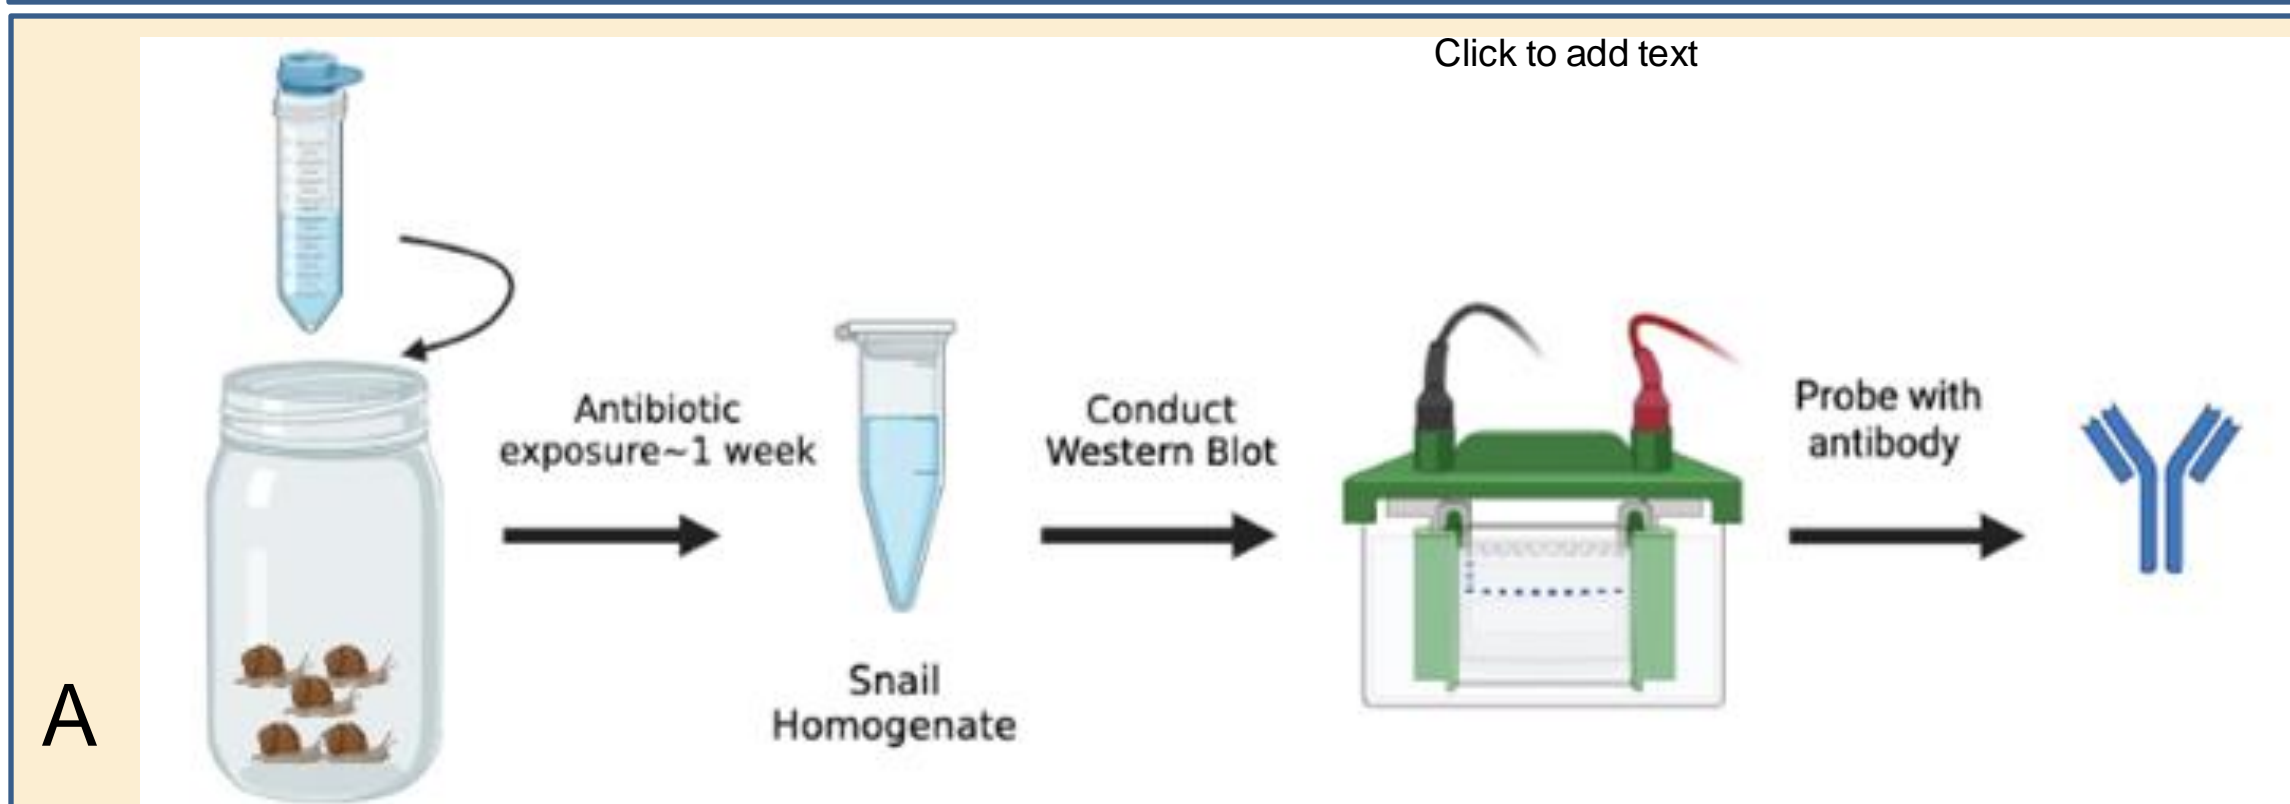 Click to add text
Antibiotic
exposure~1 week
Conduct
Western Blot
Probe with
antibody
Snail
Homogenate
A